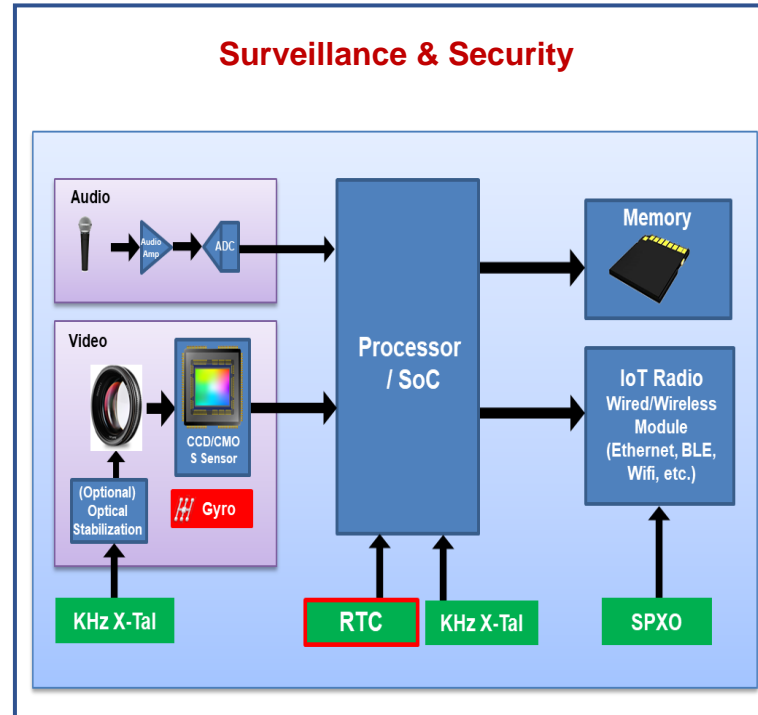 Surveillance & Security
Audio
Audio
Amp
ADC
Video
CCD/CMO
S Sensor
(Optional)
Optical
Stabilization
Gyro
KHz X-Tal
Processor
/ SoC
RTC
KHz X-Tal
Memory
IoT Radio
Wired/Wireless
Module
(Ethernet, BLE,
Wifi, etc.)
SPXO